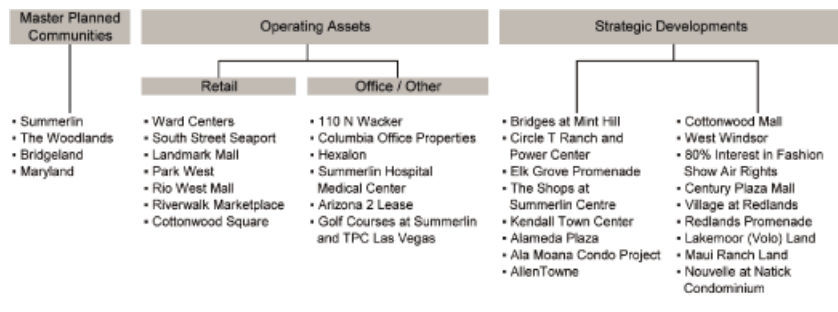 Master Planned
Communities
Operating Assets
Strategic Developments
Retail
Office / Other
• Summerlin
• The Woodlands
• Bridgeland
• Maryland
• Ward Centers
• South Street Seaport
• Landmark Mall
• Park West
• Rio West Mall
• Riverwalk Marketplace
• Cottonwood Square
• 110 N Wacker
• Columbia Office Properties
• Hexalon
• Summerlin Hospital
Medical Center
• Arizona 2 Lease
• Golf Courses at Summerlin
and TPC Las Vegas
• Bridges at Mint Hill
• Circle T Ranch and
Power Center
• Elk Grove Promenade
• The Shops at
Summerlin Centre
• Kendall Town Center
• Alameda Plaza
• Ala Moana Condo Project
• AllenTowne
• Cottonwood Mall
• West Windsor
• 80% Interest in Fashion
Show Air Rights
• Century Plaza Mall
• Village at Redlands
• Redlands Promenade
• Lakemoor (Volo) Land
• Maui Ranch Land
• Nouvelle at Natick
Condominium